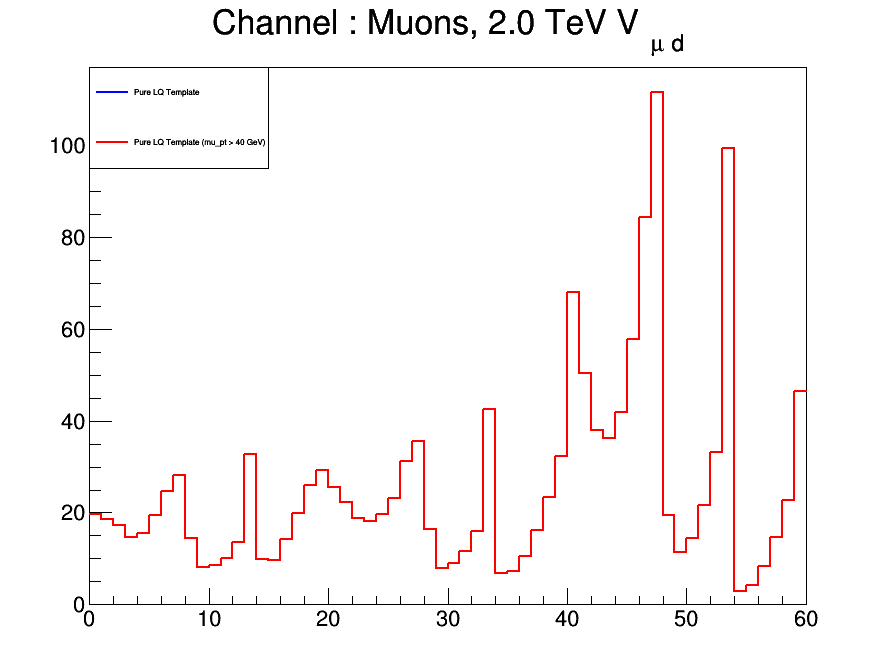 Channel : Muons, 2.0 TeV V μ d
Pure LQ Template
Pure LQ Template (mu_pt > 40 GeV)
100
80
60
40
20
0
0 10 20 30 40 50 60